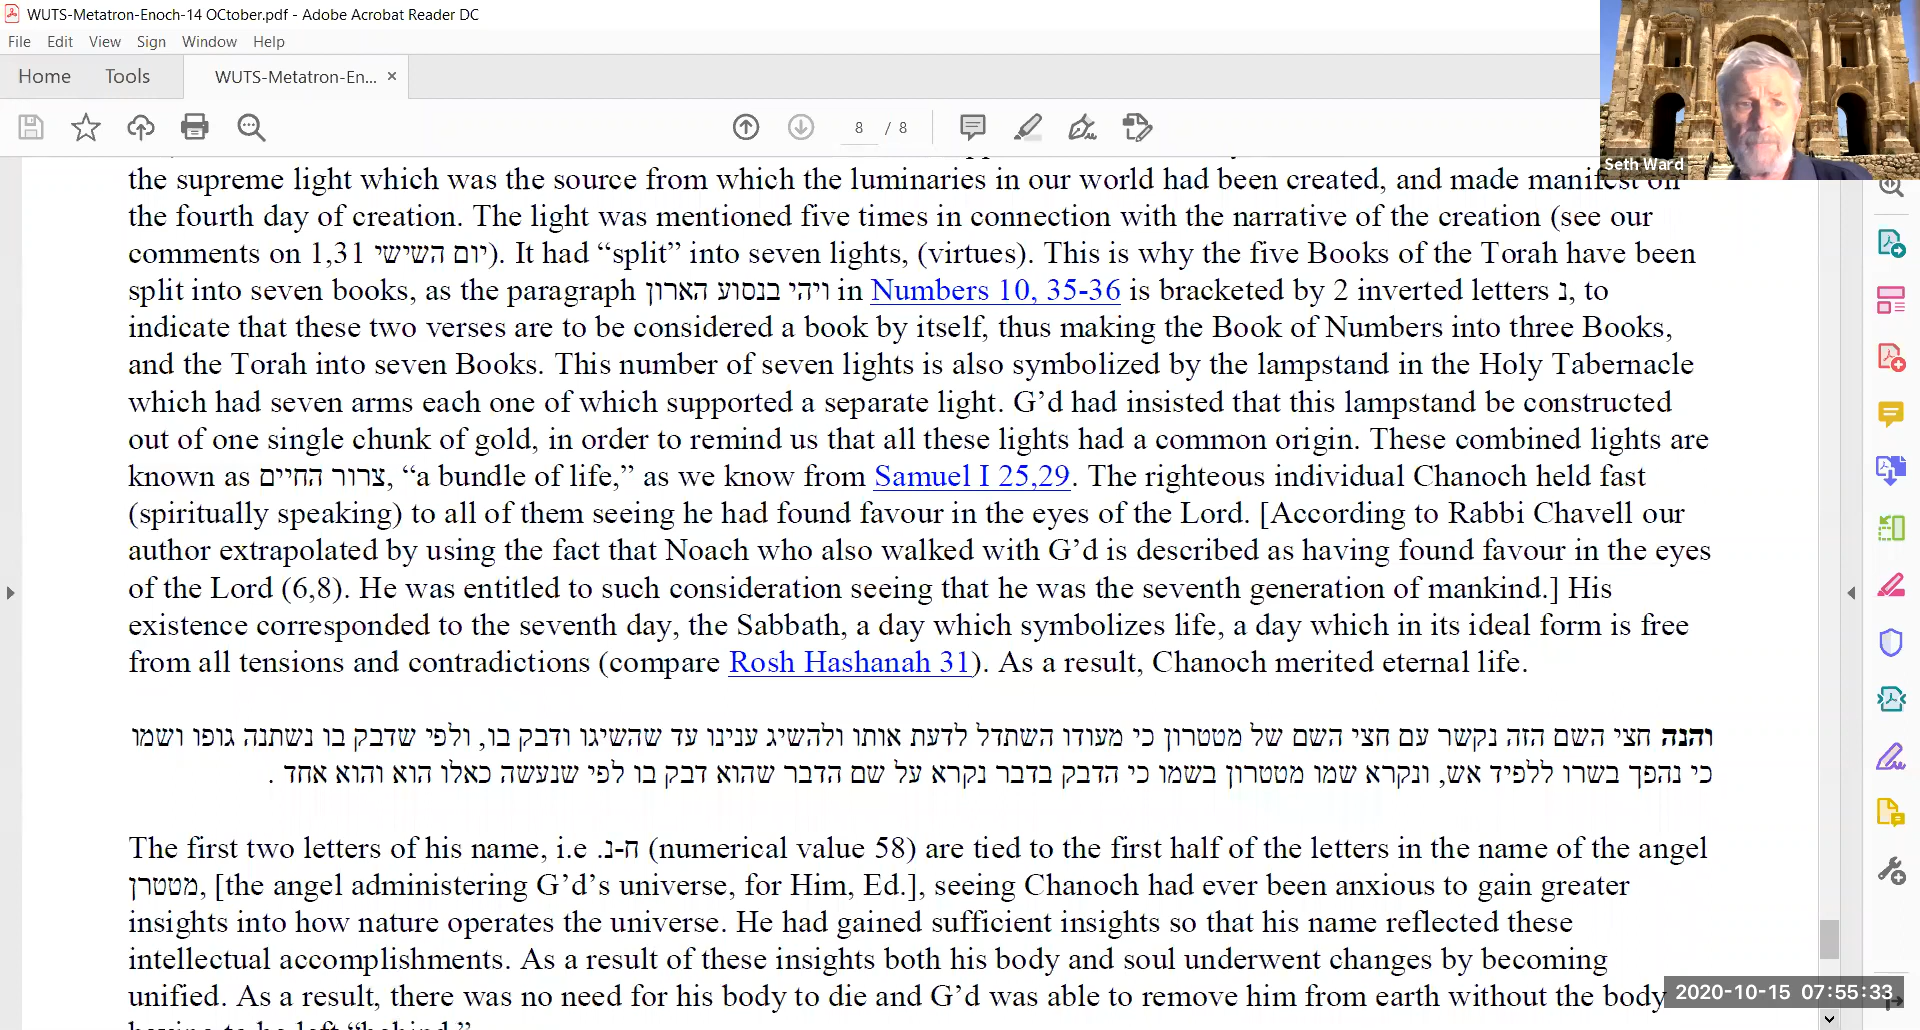 WUTS-Metatron-Enoch-14 OCtober.pdf - Adobe Acrobat Reader DC
File Edit View Sign Window Help
Home Tools WUTS-Metatron-En... ×
8 / 8
Seth Ward
the supreme light which was the source from which the luminaries in our world had been created, and made manifest on
the fourth day of creation. The light was mentioned five times in connection with the narrative of the creation (see our
comments on 1,31 יום השישי). It had “split” into seven lights, (virtues). This is why the five Books of the Torah have been
split into seven books, as the paragraph ויהי בנסוע הארון in Numbers 10, 35-36 is bracketed by 2 inverted letters נ, to
indicate that these two verses are to be considered a book by itself, thus making the Book of Numbers into three Books,
and the Torah into seven Books. This number of seven lights is also symbolized by the lampstand in the Holy Tabernacle
which had seven arms each one of which supported a separate light. G’d had insisted that this lampstand be constructed
out of one single chunk of gold, in order to remind us that all these lights had a common origin. These combined lights are
known as צרור החיים, “a bundle of life,” as we know from Samuel I 25,29. The righteous individual Chanoch held fast
(spiritually speaking) to all of them seeing he had found favour in the eyes of the Lord. [According to Rabbi Chavell our
author extrapolated by using the fact that Noach who also walked with G’d is described as having found favour in the eyes
of the Lord (6,8). He was entitled to such consideration seeing that he was the seventh generation of mankind.] His
existence corresponded to the seventh day, the Sabbath, a day which symbolizes life, a day which in its ideal form is free
from all tensions and contradictions (compare Rosh Hashanah 31). As a result, Chanoch merited eternal life.
והנה חצי השם הזה נקשר עם חצי השם של מטטרון כי מעודו השתדל לדעת אותו ולהשיג ענינו עד שהשיגו ודבק בו, ולפי שדבק בו נשתנה גופו ושמו
כי נהפך בשרו ללפיד אש, ונקרא שמו מטטרון בשמו כי הדבק בדבר נקרא על שם הדבר שהוא דבק בו לפי שנעשה כאלו הוא והוא אחד .
The first two letters of his name, i.e .ח-נ (numerical value 58) are tied to the first half of the letters in the name of the angel
מטטרן, [the angel administering G’d’s universe, for Him, Ed.], seeing Chanoch had ever been anxious to gain greater
insights into how nature operates the universe. He had gained sufficient insights so that his name reflected these
intellectual accomplishments. As a result of these insights both his body and soul underwent changes by becoming
unified. As a result, there was no need for his body to die and G’d was able to remove him from earth without the body
2020-10-15 07:55:33